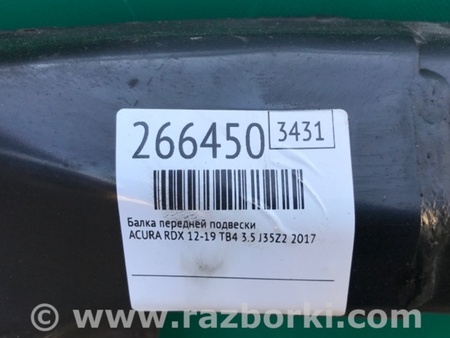 266450 3431
Балка передней подвески
ACURA RDX 12-19 TB4 3.5 J35Z2 2017
© www.razborki.com